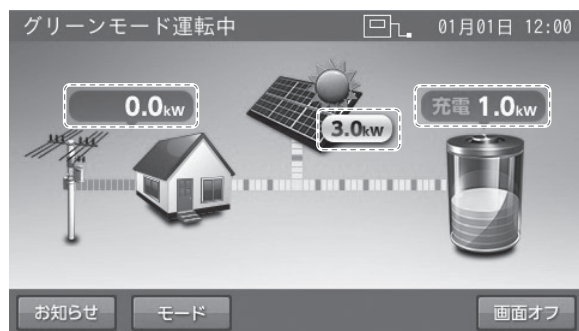 グリーンモード運転中 01月01日 12:00
0.0kw
3.0kw
充電 1.0kw
お知らせ モード 画面オフ